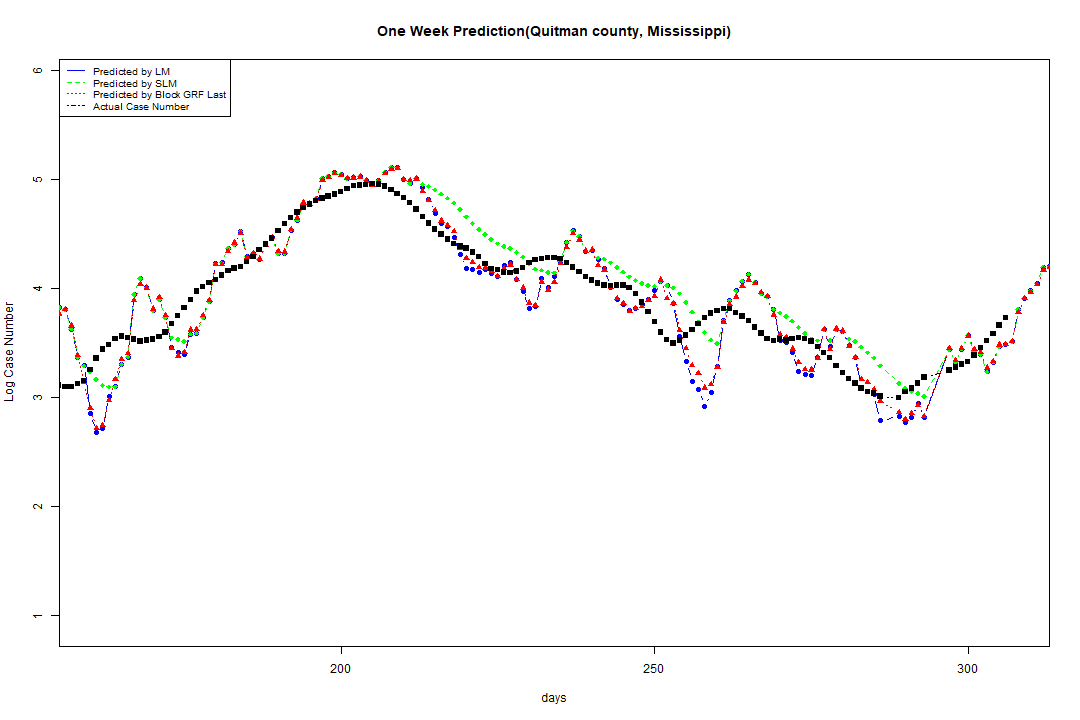 One Week Prediction(Quitman county, Mississippi)
Predicted by LM
Predicted by SLM
Predicted by Block GRF Last
Actual Case Number
6
5
4
3
2
1
Log Case Number
200
250
300
days